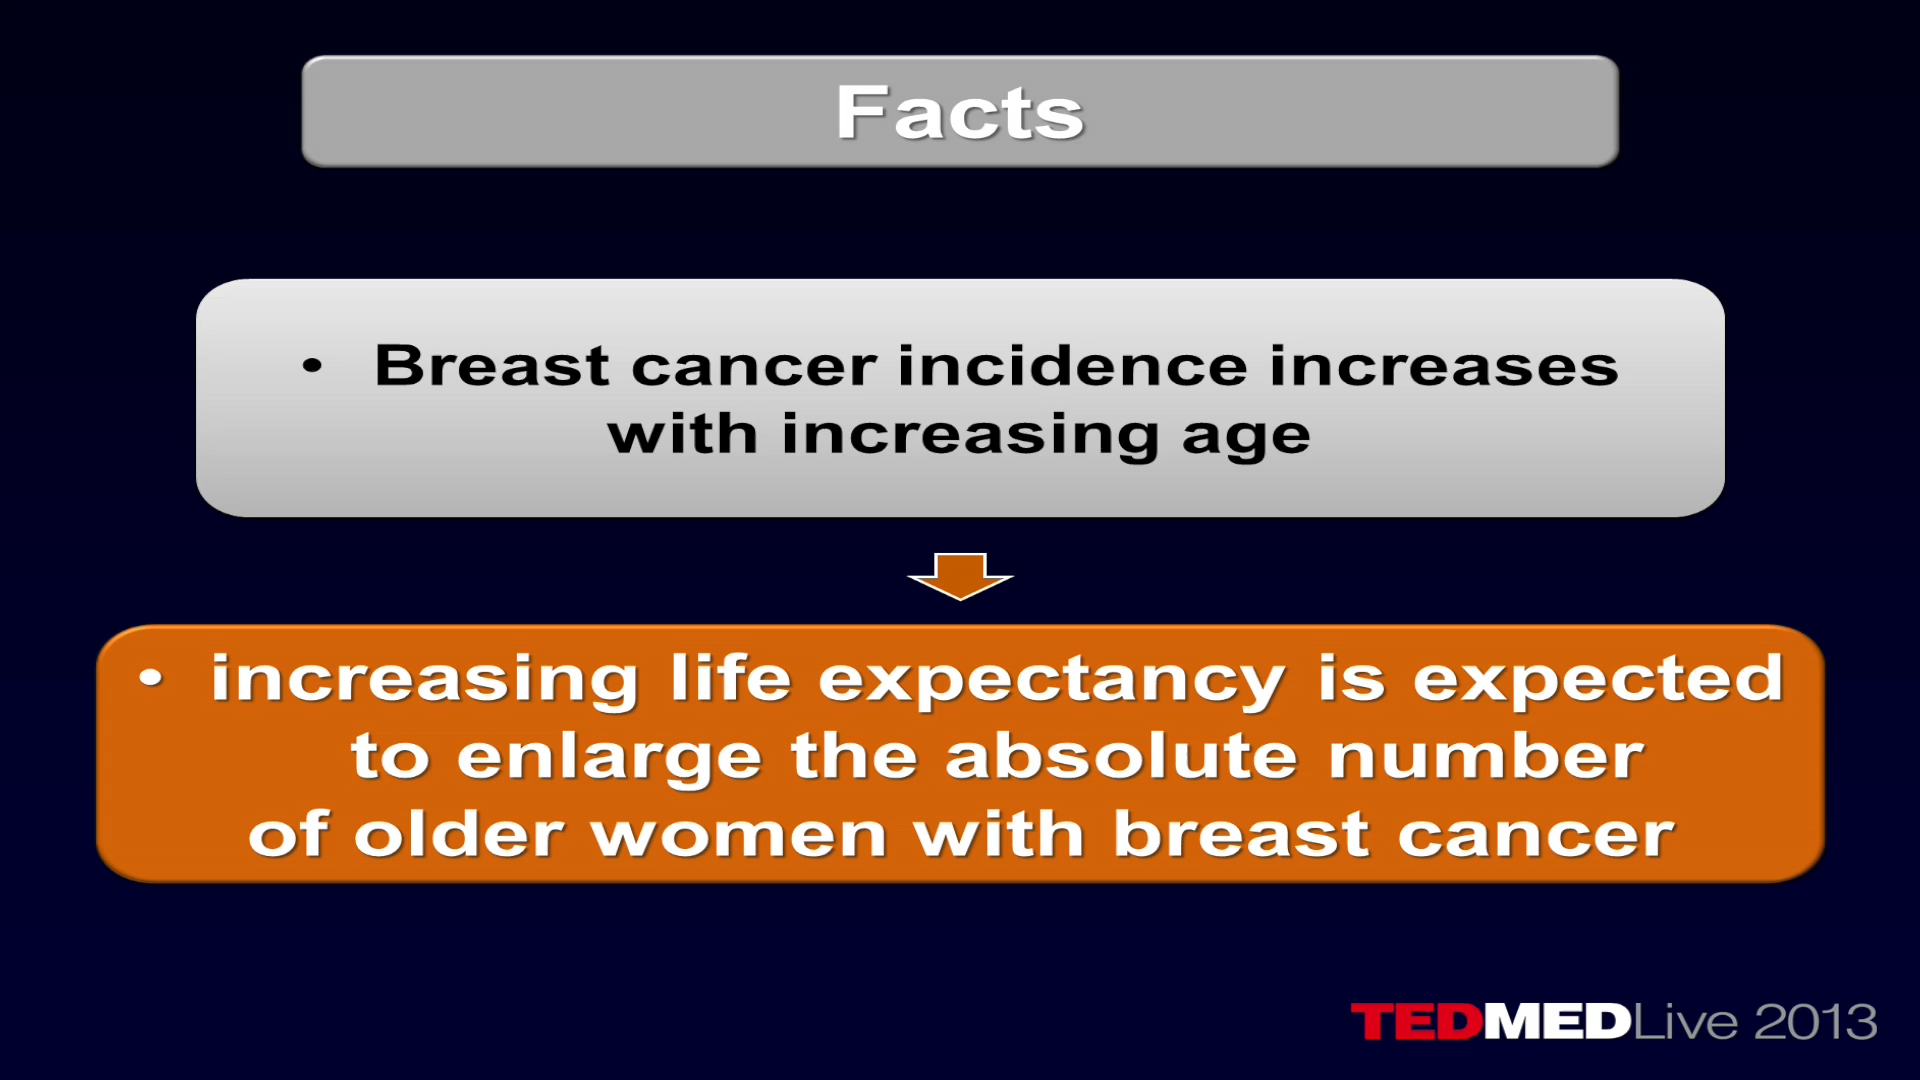 Facts
• Breast cancer incidence increases
with increasing age
• increasing life expectancy is expected
to enlarge the absolute number
of older women with breast cancer
TEDMEDLive 2013